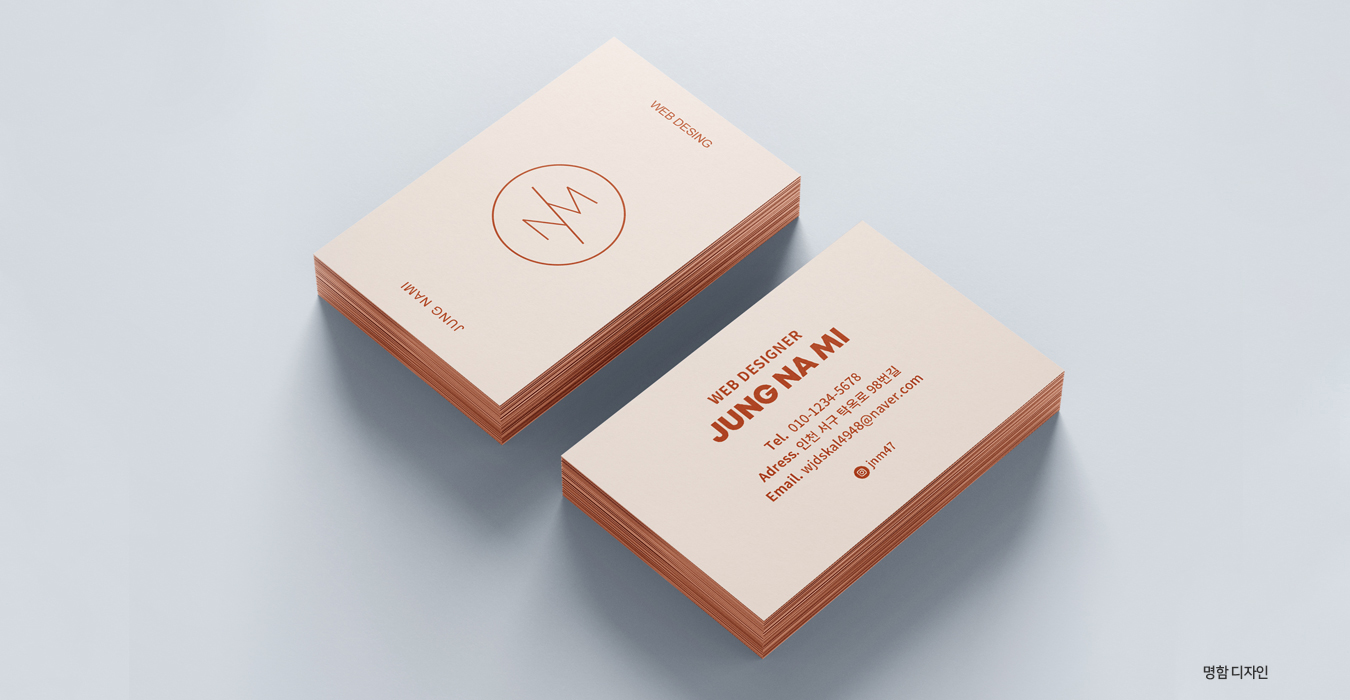 WEB DESING
NM
JUNG NAMI
WEB DESIGNER
JUNG NA MI
Tel. 010-1234-5678
Adress. 인천 서구 탁옥로 98번길
Email. wjdskal4948@naver.com
jnm47
명함 디자인